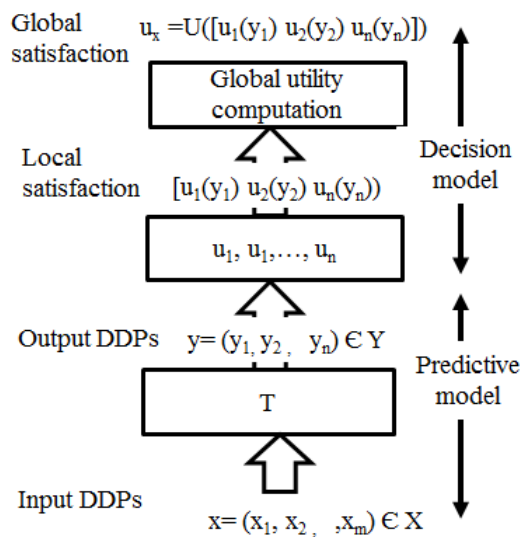 Global satisfaction
uₓ =U([u₁(y₁) u₂(y₂) uₙ(yₙ)])
Global utility
computation
Local
satisfaction
[u₁(y₁) u₂(y₂) uₙ(yₙ))
Decision
model
u₁, u₁,…, uₙ
Output DDPs
y= (y₁, y₂ , yₙ) Є Y
Predictive
model
T
Input DDPs
x= (x₁, x₂ , ,xₘ) Є X